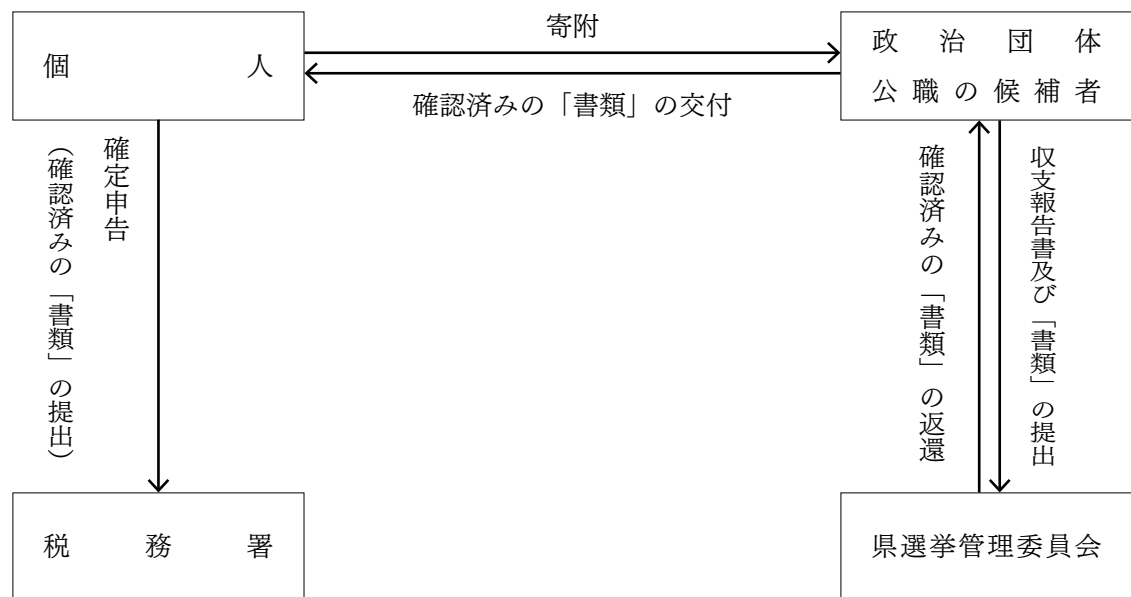 個人
寄附
政治団体
公職の候補者
確認済みの「書類」の交付
確定申告
（確認済みの「書類」の提出）
収支報告書及び「書類」の提出
確認済みの「書類」の返還
税務署
県選挙管理委員会